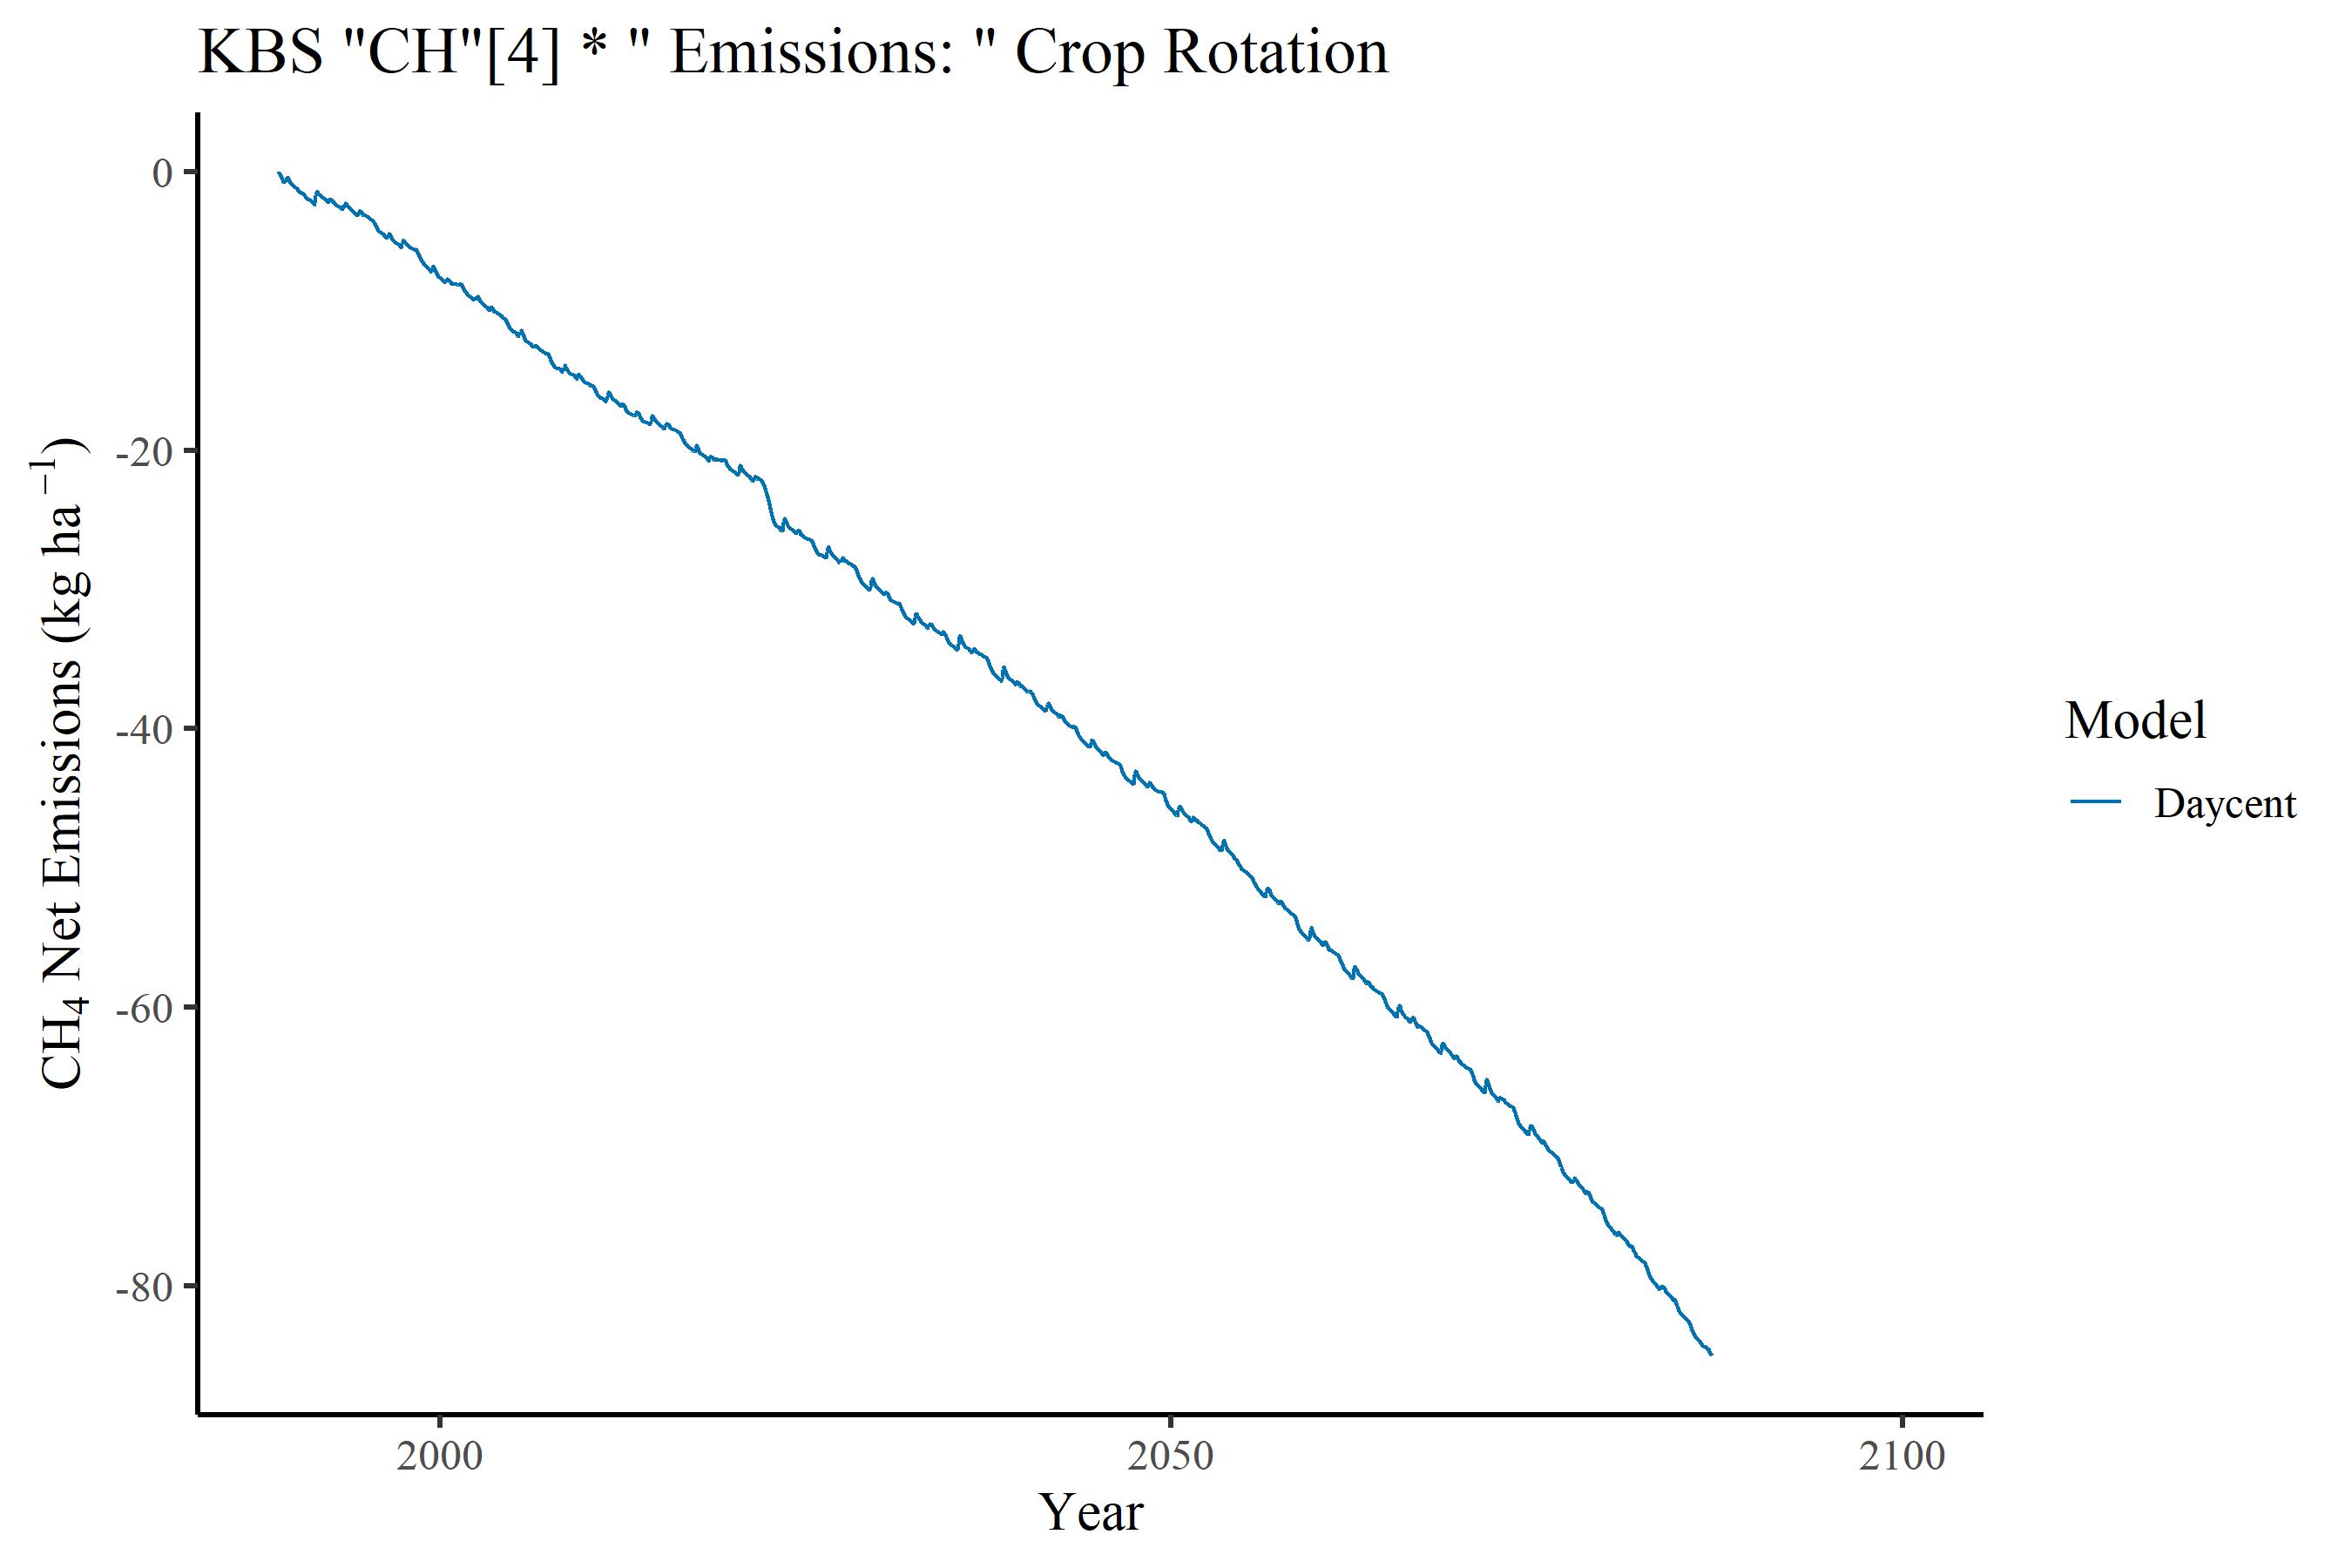 KBS "CH"[4] * " Emissions: " Crop Rotation
CH₄ Net Emissions (kg ha ⁻¹)
0
-20
-40
-60
-80
2000
2050
2100
Year
Model
Daycent